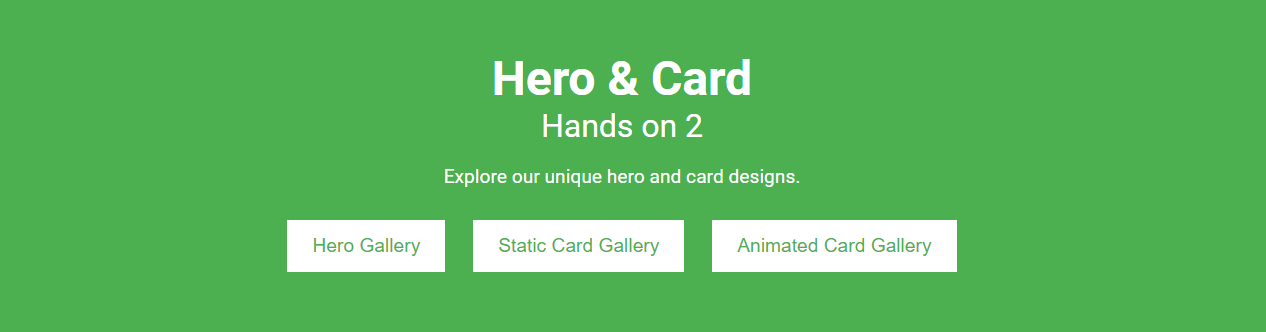 Hero & Card
Hands on 2
Explore our unique hero and card designs.
Hero Gallery
Static Card Gallery
Animated Card Gallery